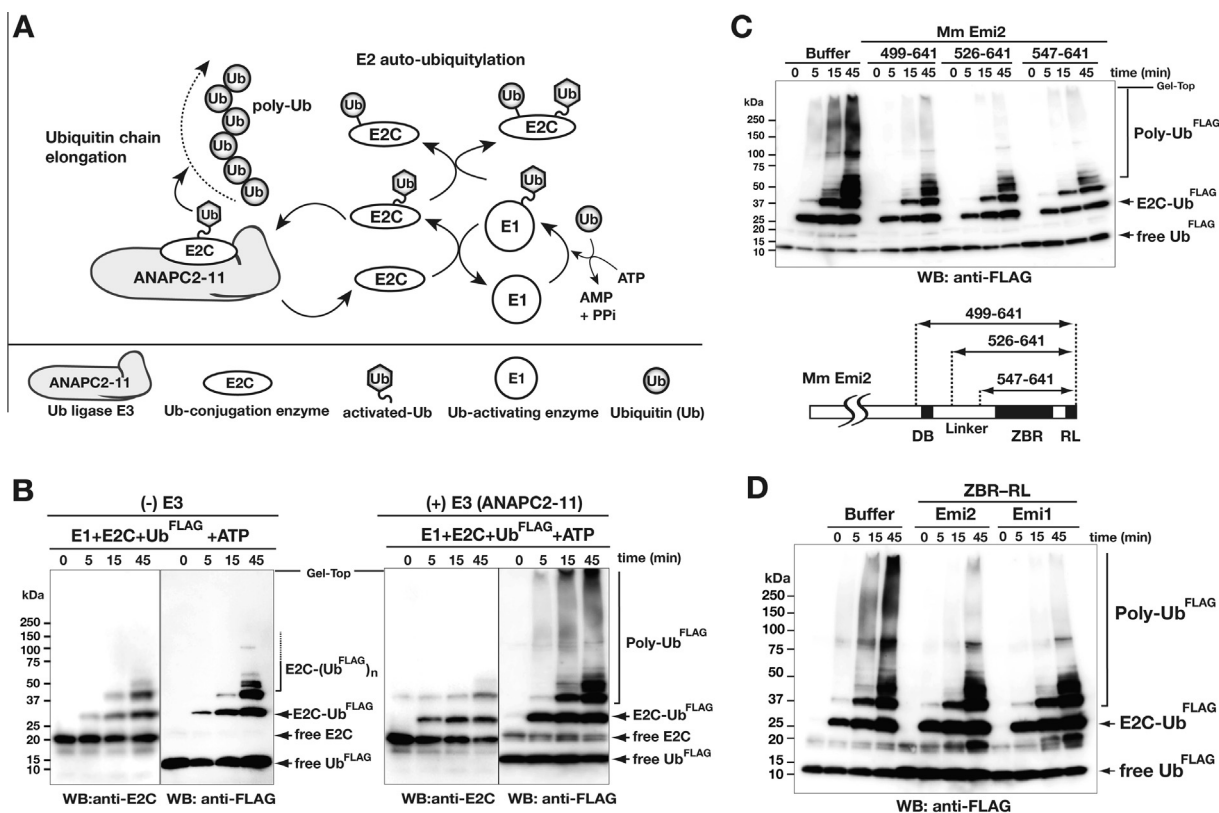 A
E2 auto-ubiquitylation
Ub
Ub
Ub
Ub
Ub
Ub
poly-Ub
Ubiquitin chain
elongation
Ub
E2C
ANAPC2-11
Ub
E2C
Ub
Ub
E2C
Ub
E2C
Ub
E1
Ub
E2C
E1
ATP
AMP
+ PPi
ANAPC2-11
Ub ligase E3
E2C
Ub-conjugation enzyme
Ub
activated-Ub
E1
Ub-activating enzyme
Ub
Ubiquitin (Ub)
B
(-) E3
E1+E2C+UbFLAG +ATP
0 5 15 45 0 5 15 45
kDa
250
150
100
75
50
37
25
20
15
10
WB:anti-E2C WB: anti-FLAG
Gel-Top
E2C-(UbFLAG)n
E2C-UbFLAG
free E2C
free UbFLAG
(+) E3 (ANAPC2-11)
E1+E2C+UbFLAG+ATP
0 5 15 45 0 5 15 45 time (min)
Poly-UbFLAG
E2C-UbFLAG
free E2C
free UbFLAG
WB:anti-E2C WB: anti-FLAG
C
Mm Emi2
Buffer 499-641 526-641 547-641
0 5 15 45 0 5 15 45 0 5 15 45 0 5 15 45 time (min)
Gel-Top
kDa
250
150
100
75
50
37
25
20
15
10
Poly-UbFLAG
E2C-UbFLAG
free UbFLAG
WB: anti-FLAG
499-641
526-641
547-641
Mm Emi2
DB Linker ZBR RL
D
ZBR–RL
Buffer Emi2 Emi1
0 5 15 45 0 5 15 45 0 5 15 45 time (min)
kDa
250
150
100
75
50
37
25
20
15
10
Poly-UbFLAG
E2C-UbFLAG
free UbFLAG
WB: anti-FLAG